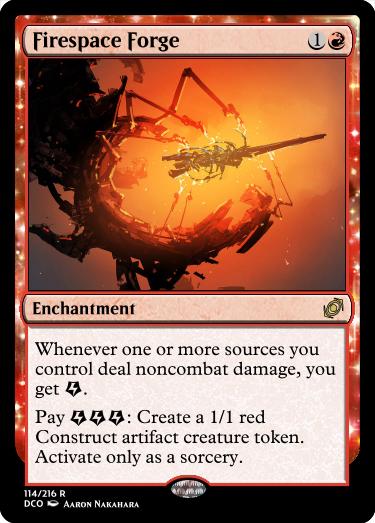 Firespace Forge 1
Enchantment
Whenever one or more sources you
control deal noncombat damage, you
get .
Pay : Create a 1/1 red
Construct artifact creature token.
Activate only as a sorcery.
114/216 R
DCO Aaron Nakahara